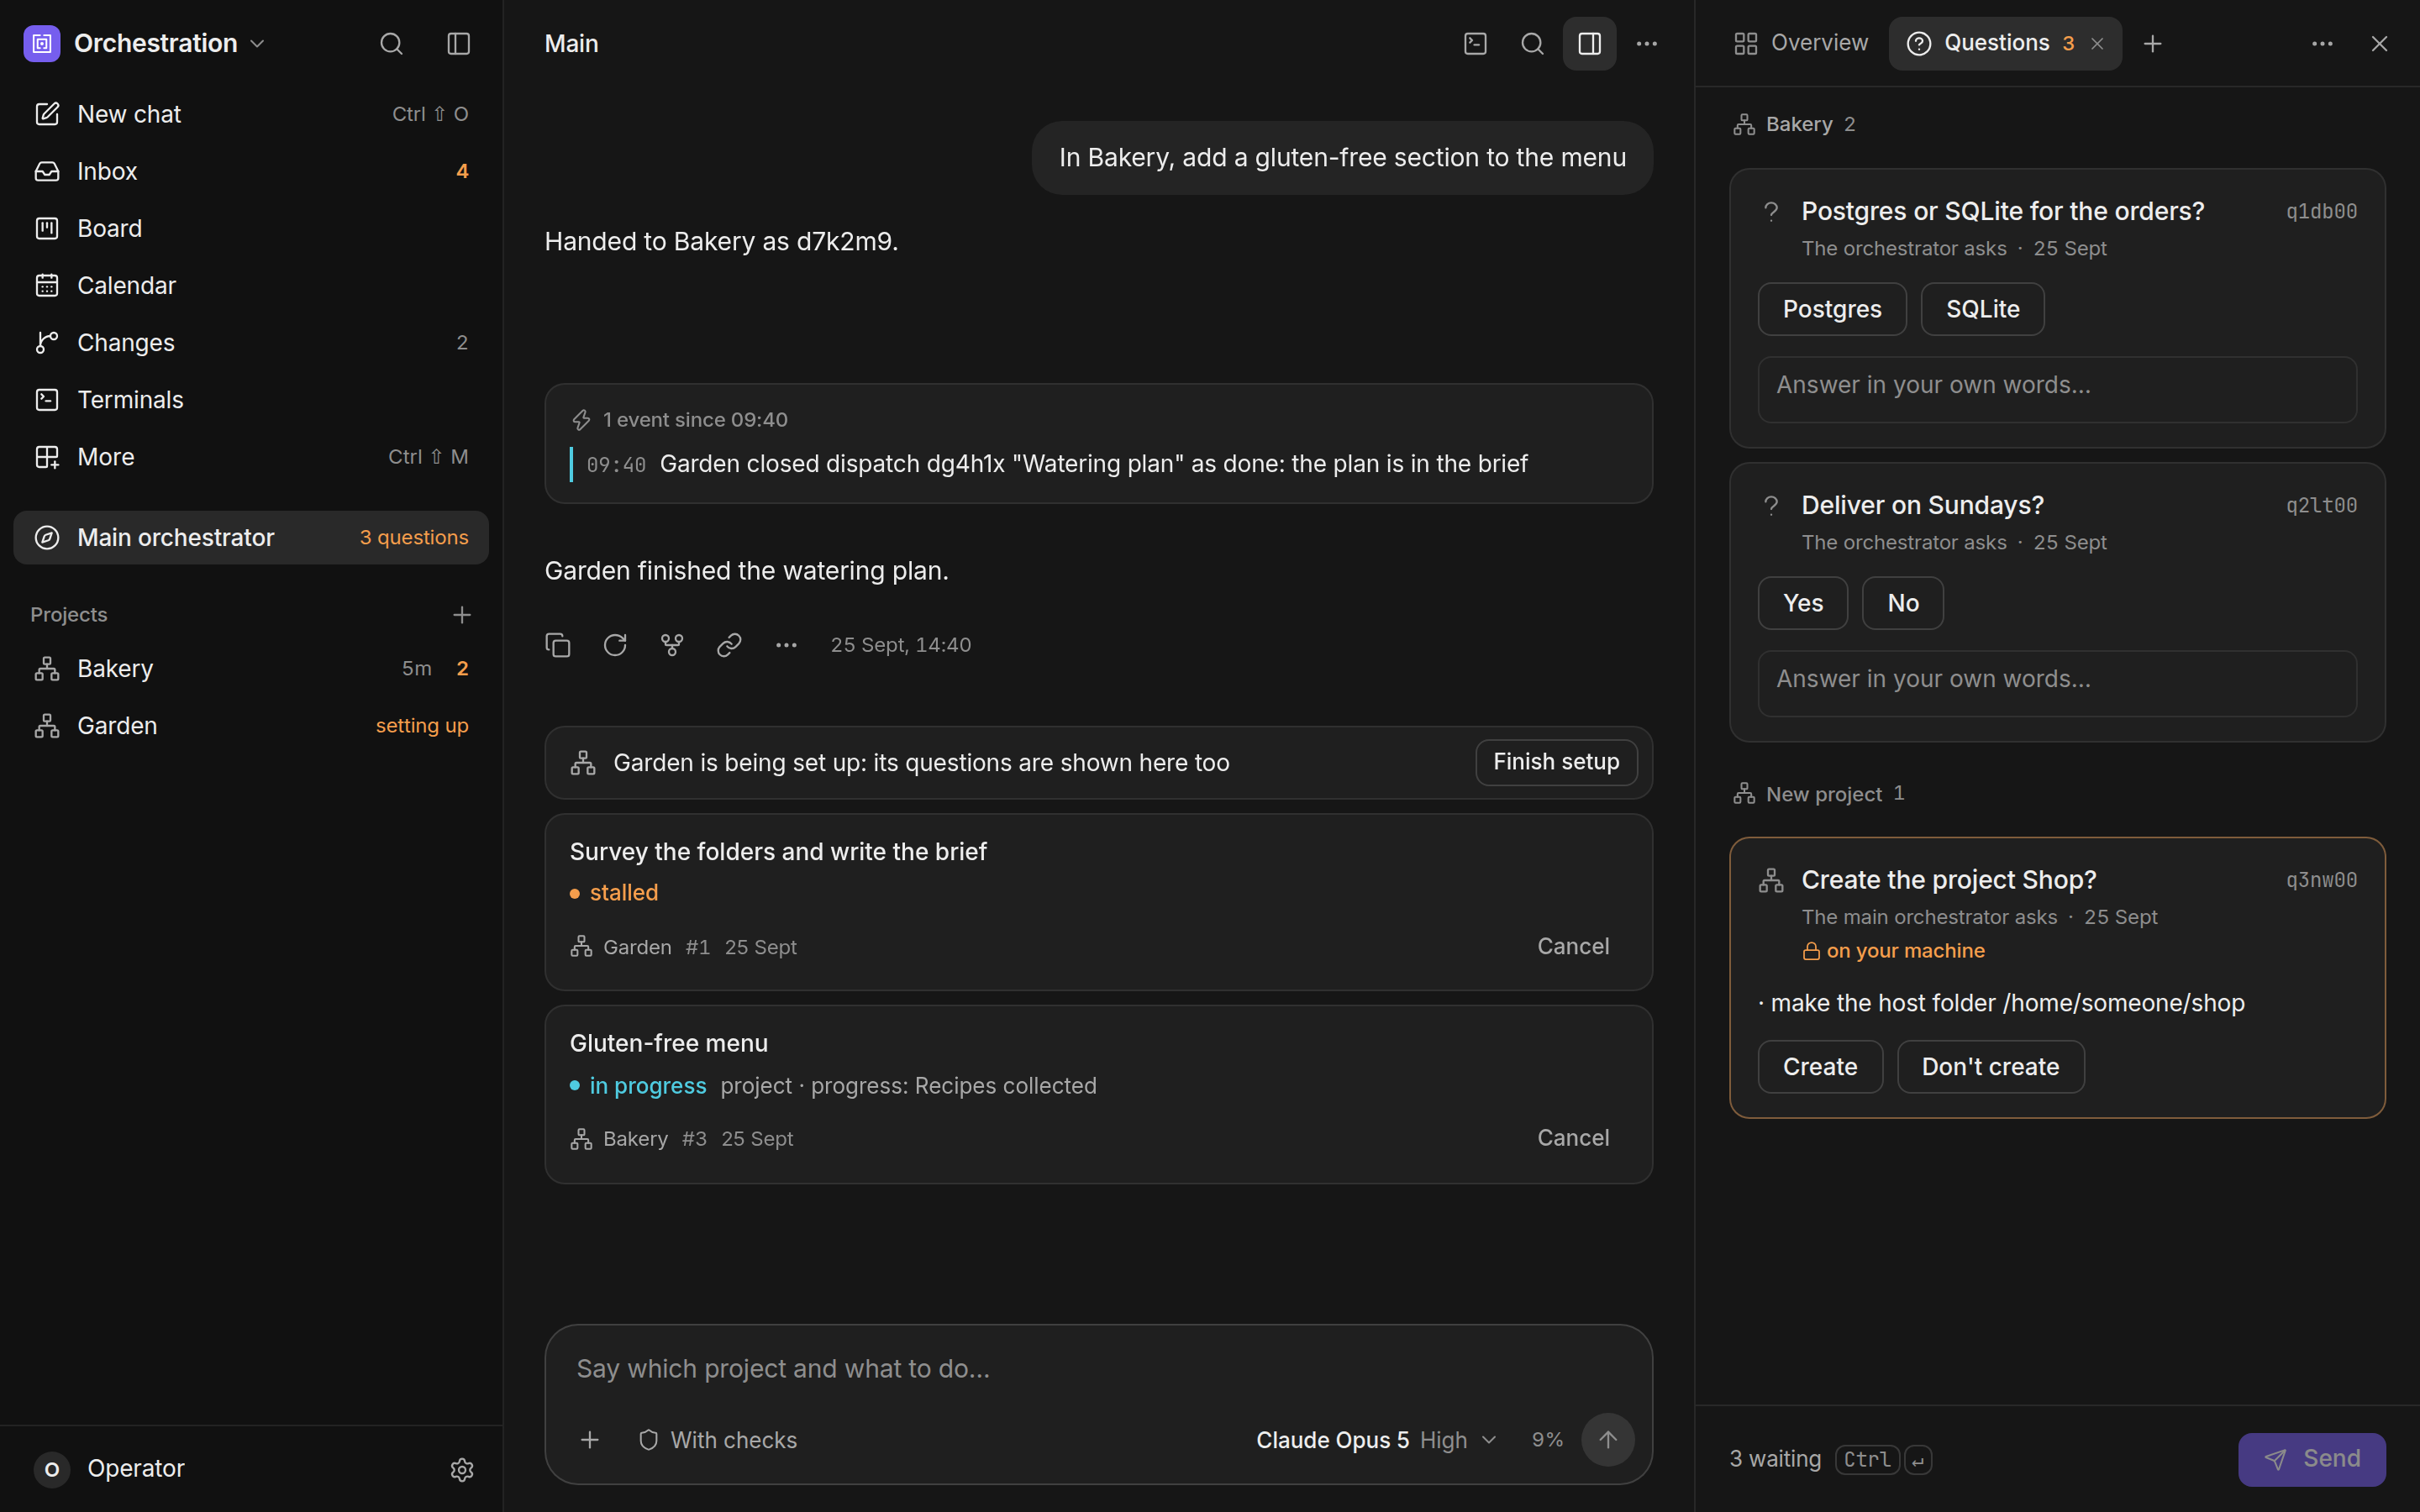 Orchestration
New chat Ctrl ⇧ O
Inbox 4
Board
Calendar
Changes 2
Terminals
More Ctrl ⇧ M
Main orchestrator 3 questions
Projects
Bakery 5m 2
Garden setting up
O Operator
Main
In Bakery, add a gluten-free section to the menu
Handed to Bakery as d7k2m9.
1 event since 09:40
09:40 Garden closed dispatch dg4h1x "Watering plan" as done: the plan is in the brief
Garden finished the watering plan.
25 Sept, 14:40
Garden is being set up: its questions are shown here too Finish setup
Survey the folders and write the brief
stalled
Garden #1 25 Sept Cancel
Gluten-free menu
in progress project · progress: Recipes collected
Bakery #3 25 Sept Cancel
Say which project and what to do...
With checks Claude Opus 5 High 9%
Overview Questions 3
Bakery 2
? Postgres or SQLite for the orders? q1db00
The orchestrator asks · 25 Sept
Postgres SQLite
Answer in your own words...
? Deliver on Sundays? q2lt00
The orchestrator asks · 25 Sept
Yes No
Answer in your own words...
New project 1
Create the project Shop? q3nw00
The main orchestrator asks · 25 Sept
on your machine
· make the host folder /home/someone/shop
Create Don't create
3 waiting Ctrl ↵ Send